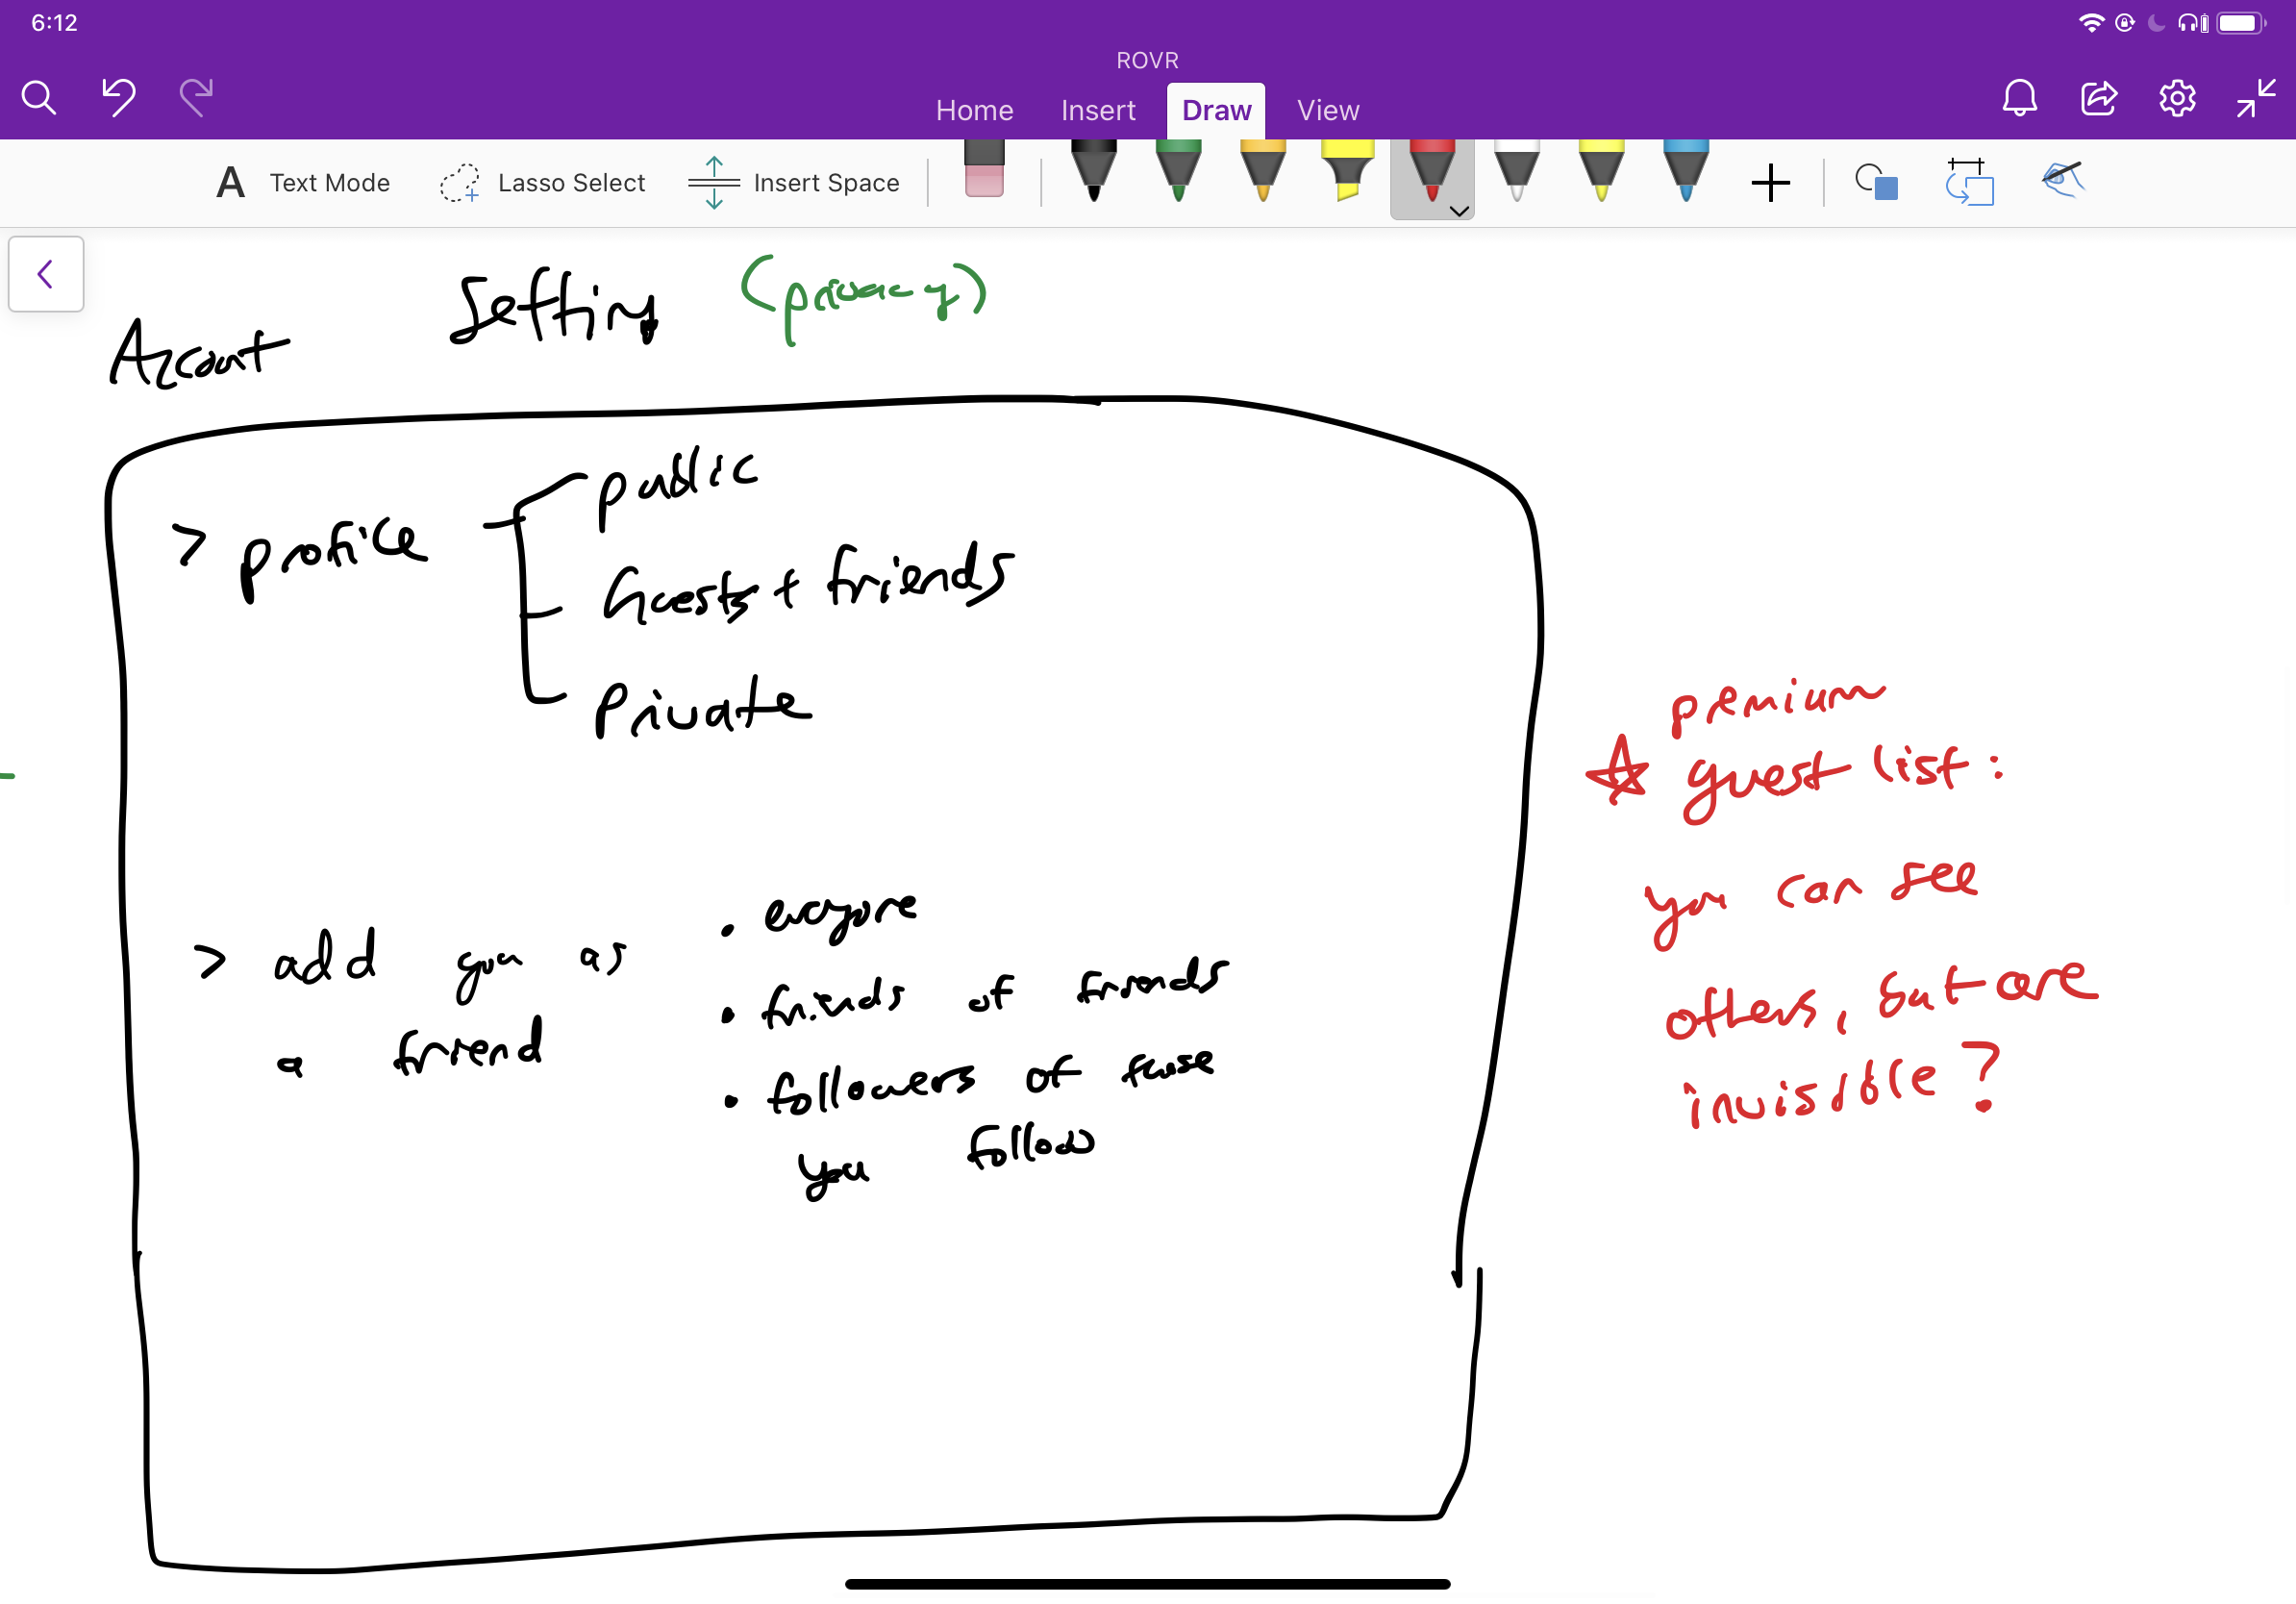 6:12
ROVR
Home Insert Draw View
A Text Mode Lasso Select Insert Space
Setting (privacy)
Account
> profile
public
Guests + friends
Private
> add you as
a friend
• everyone
• friends of friends
• followers of those
you follow
premium
guest list:
you can see
others, but are
invisible?